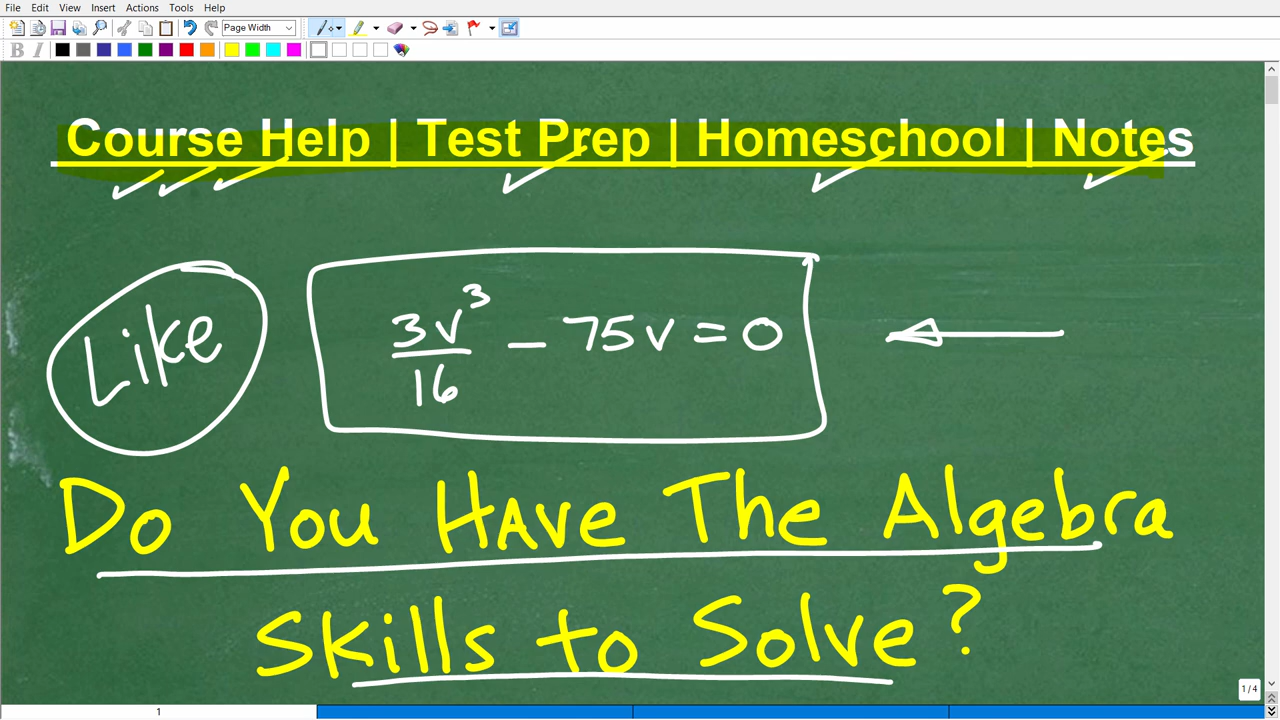 File Edit View Insert Actions Tools Help
Page Width
B I
Course Help | Test Prep | Homeschool | Notes
Like
3v³/16 - 75v = 0
Do You Have The Algebra
Skills to Solve?
1/4
1